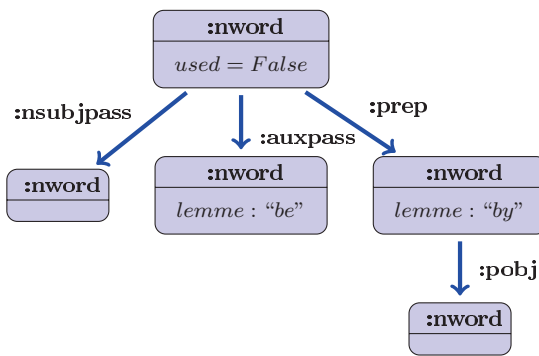 :nword
used = False
:nsubjpass
:auxpass
:prep
:nword
:nword
lemme : “be”
:nword
lemme : “by”
:pobj
:nword